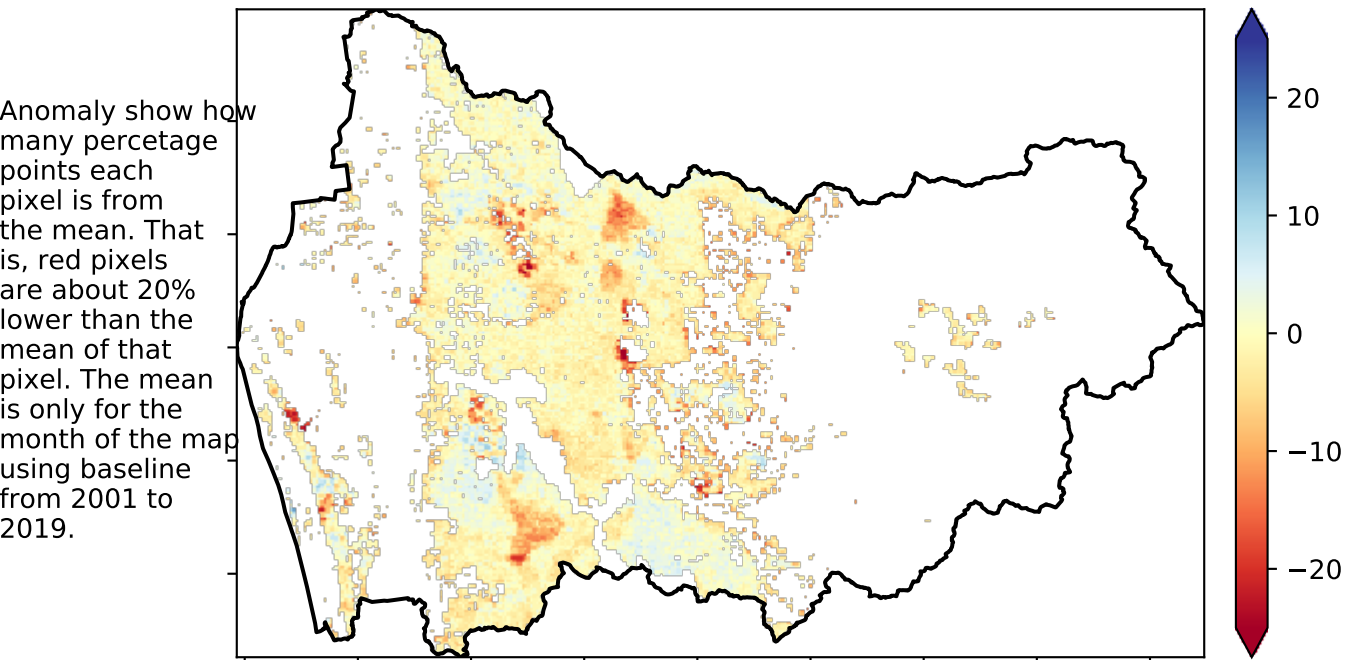 Anomaly show how
many percetage
points each
pixel is from
the mean. That
is, red pixels
are about 20%
lower than the
mean of that
pixel. The mean
is only for the
month of the map
using baseline
from 2001 to
2019.
20
10
0
−10
−20